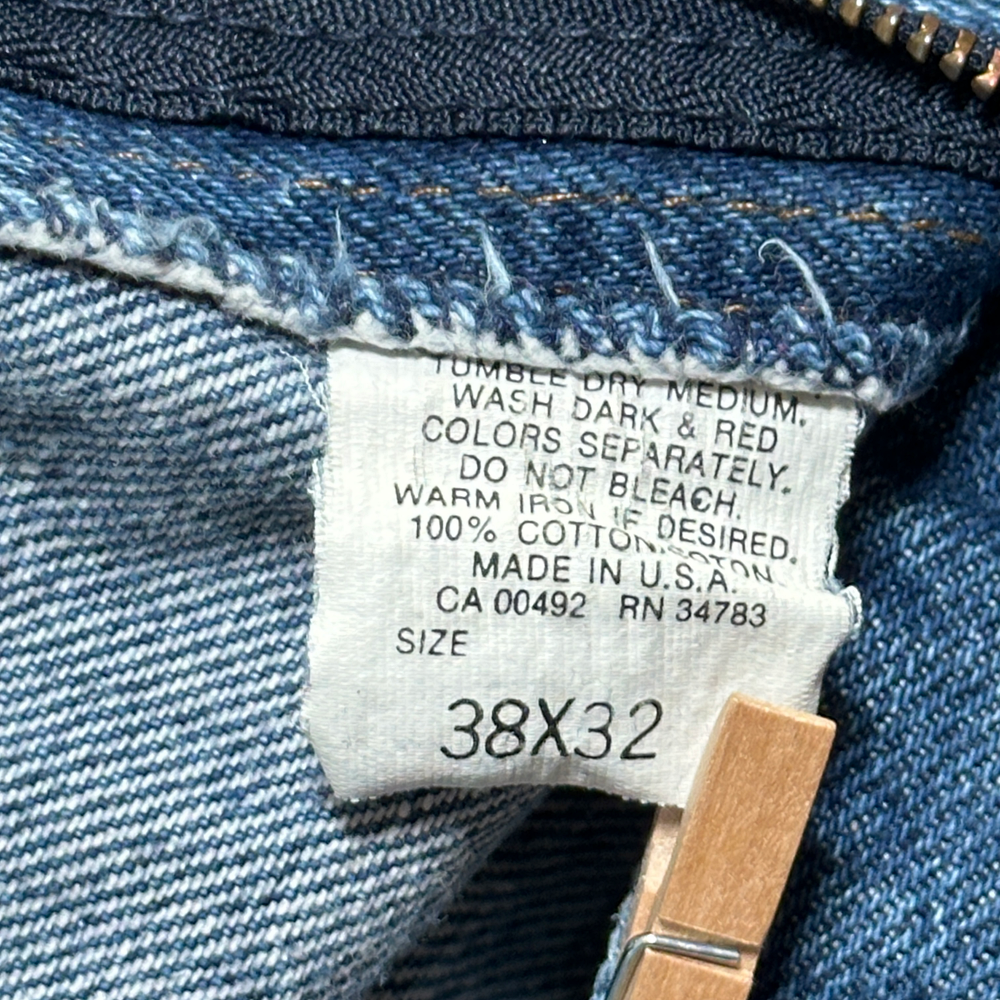 TUMBLE DRY MEDIUM.
WASH DARK & RED
COLORS SEPARATELY.
DO NOT BLEACH.
WARM IRON IF DESIRED.
100% COTTON
MADE IN U.S.A.
CA 00492 RN 34783
SIZE
38X32